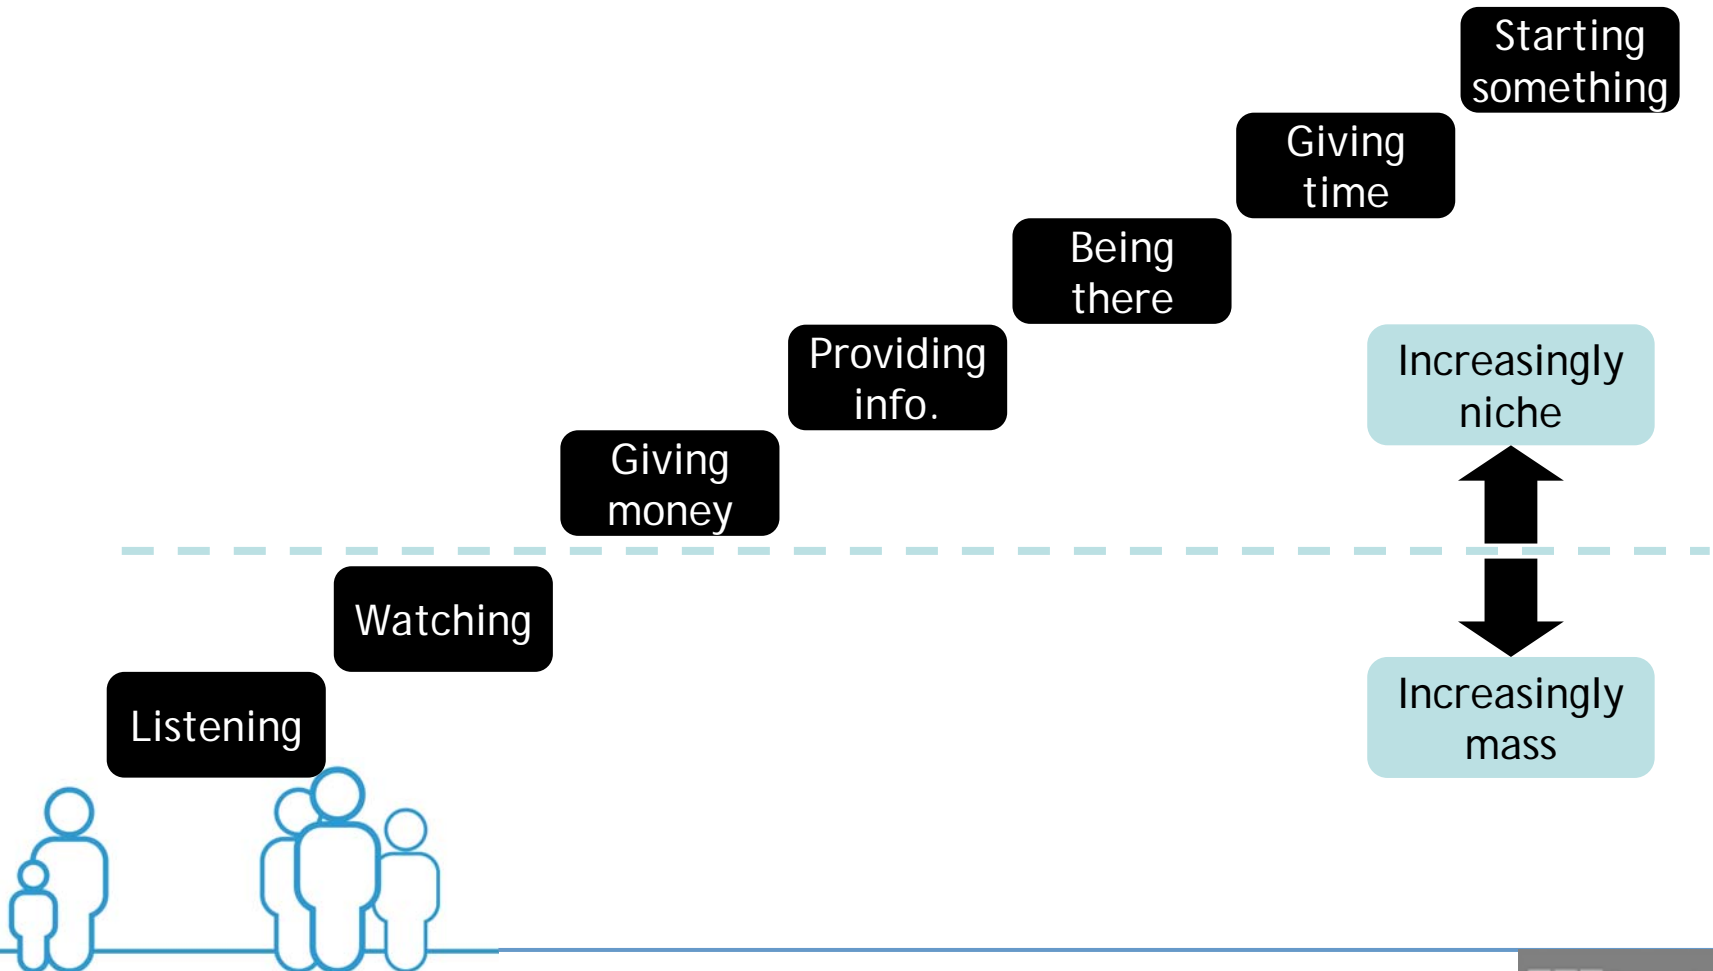 Starting
something
Giving
time
Being
there
Providing
info.
Increasingly
niche
Giving
money
Watching
Increasingly
mass
Listening